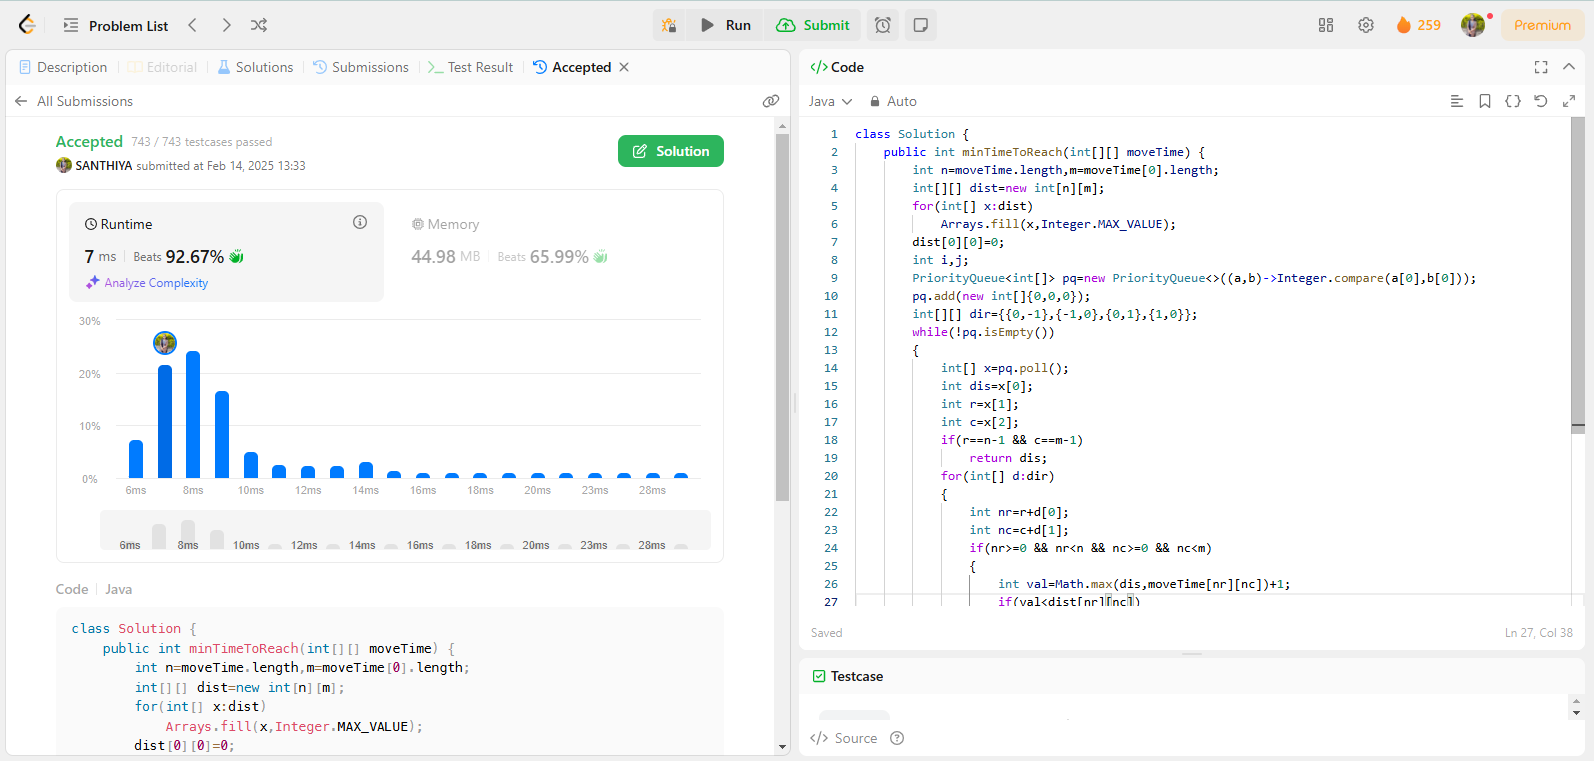 Problem List
Run
Submit
259
Premium
Description
Editorial
Solutions
Submissions
Test Result
Accepted
All Submissions
Accepted 743 / 743 testcases passed
SANTHIYA submitted at Feb 14, 2025 13:33
Solution
Runtime
7 ms Beats 92.67%
Analyze Complexity
Memory
44.98 MB Beats 65.99%
30%
20%
10%
0%
6ms 8ms 10ms 12ms 14ms 16ms 18ms 20ms 23ms 28ms
6ms 8ms 10ms 12ms 14ms 16ms 18ms 20ms 23ms 28ms
Code Java
class Solution {
    public int minTimeToReach(int[][] moveTime) {
        int n=moveTime.length,m=moveTime[0].length;
        int[][] dist=new int[n][m];
        for(int[] x:dist)
            Arrays.fill(x,Integer.MAX_VALUE);
        dist[0][0]=0;
</> Code
Java
Auto
1 class Solution {
2     public int minTimeToReach(int[][] moveTime) {
3         int n=moveTime.length,m=moveTime[0].length;
4         int[][] dist=new int[n][m];
5         for(int[] x:dist)
6             Arrays.fill(x,Integer.MAX_VALUE);
7         dist[0][0]=0;
8         int i,j;
9         PriorityQueue<int[]> pq=new PriorityQueue<>((a,b)->Integer.compare(a[0],b[0]));
10         pq.add(new int[]{0,0,0});
11         int[][] dir={{0,-1},{-1,0},{0,1},{1,0}};
12         while(!pq.isEmpty())
13         {
14             int[] x=pq.poll();
15             int dis=x[0];
16             int r=x[1];
17             int c=x[2];
18             if(r==n-1 && c==m-1)
19                 return dis;
20             for(int[] d:dir)
21             {
22                 int nr=r+d[0];
23                 int nc=c+d[1];
24                 if(nr>=0 && nr<n && nc>=0 && nc<m)
25                 {
26                     int val=Math.max(dis,moveTime[nr][nc])+1;
27                     if(val<dist[nr][nc])
Saved
Ln 27, Col 38
Testcase
</> Source